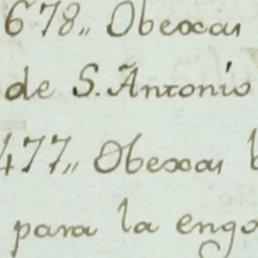 678,, Obexas
de S. Antonio
477,, Obexas
para la engo